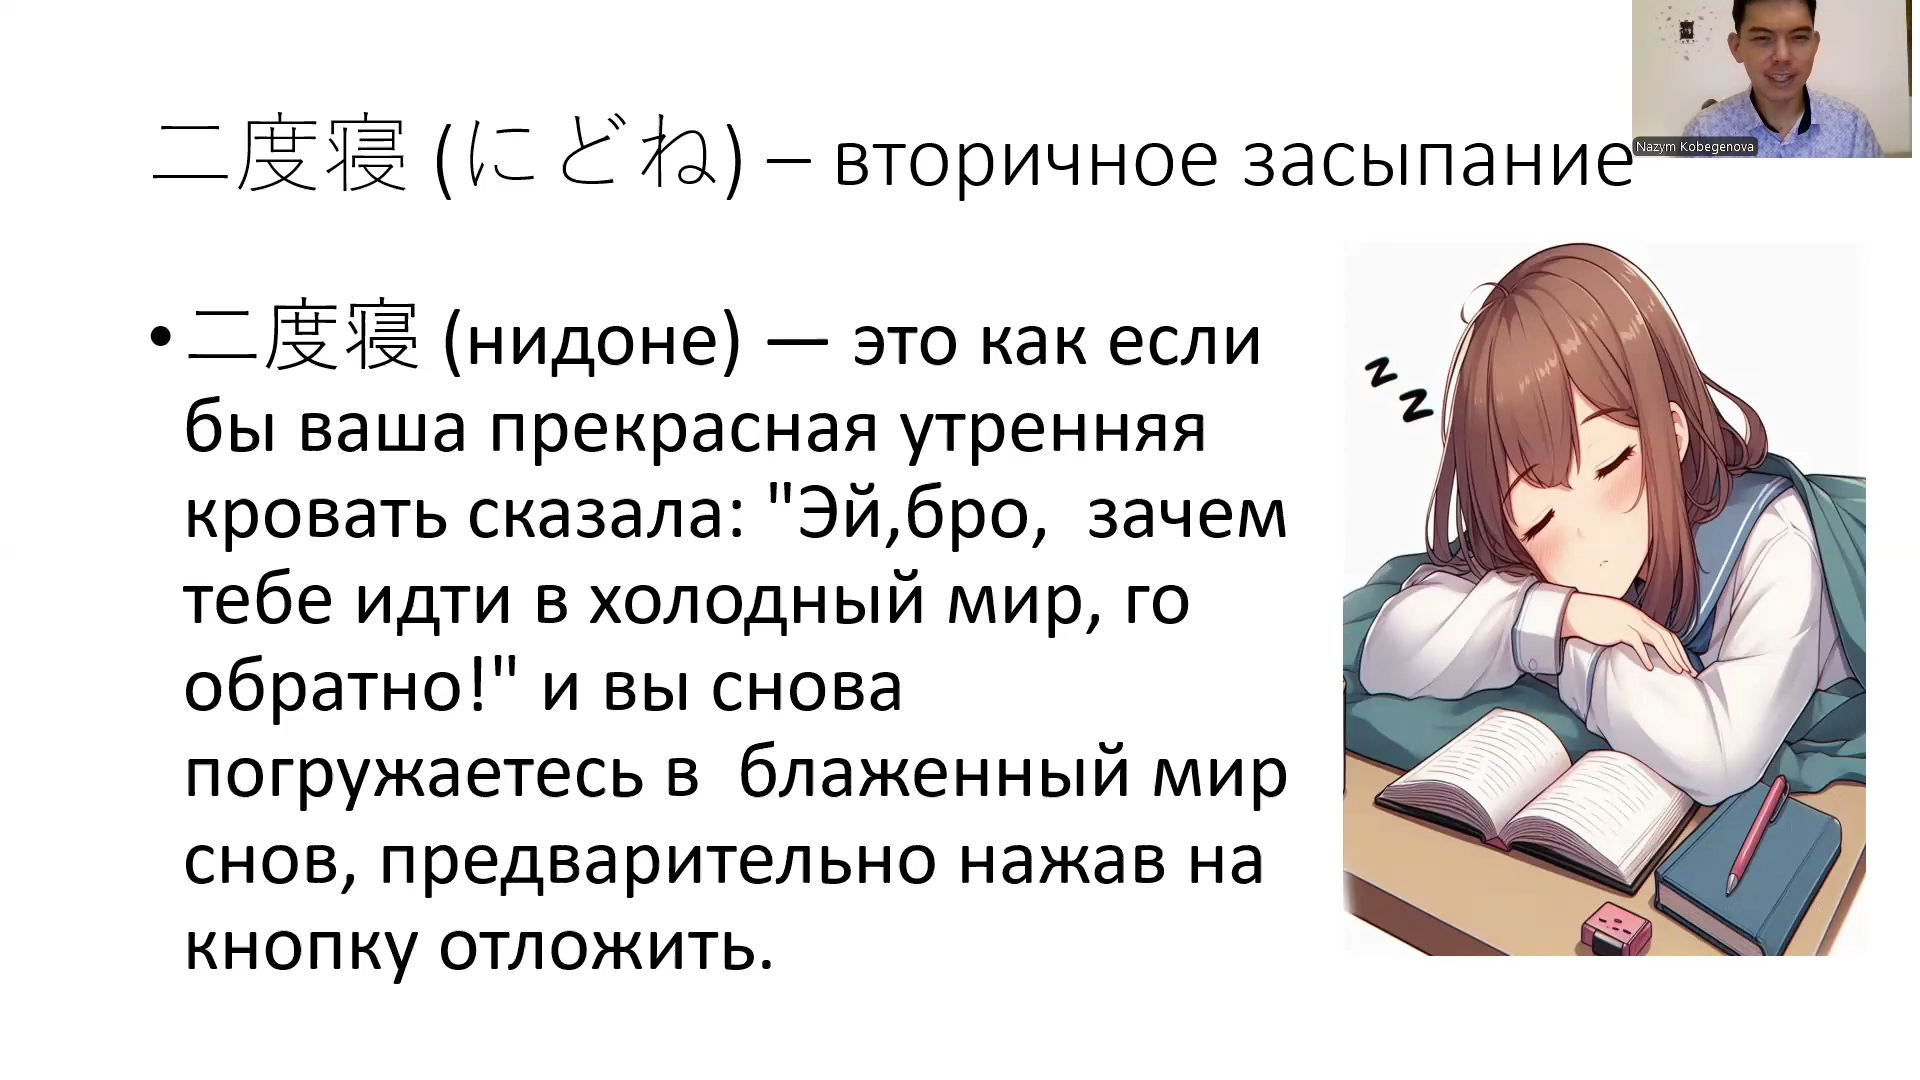 二度寝 (にどね) – вторичное засыпание
Nazym Kobegenova
• 二度寝 (нидоне) — это как если
бы ваша прекрасная утренняя
кровать сказала: "Эй,бро,  зачем
тебе идти в холодный мир, го
обратно!" и вы снова
погружаетесь в  блаженный мир
снов, предварительно нажав на
кнопку отложить.
z
z